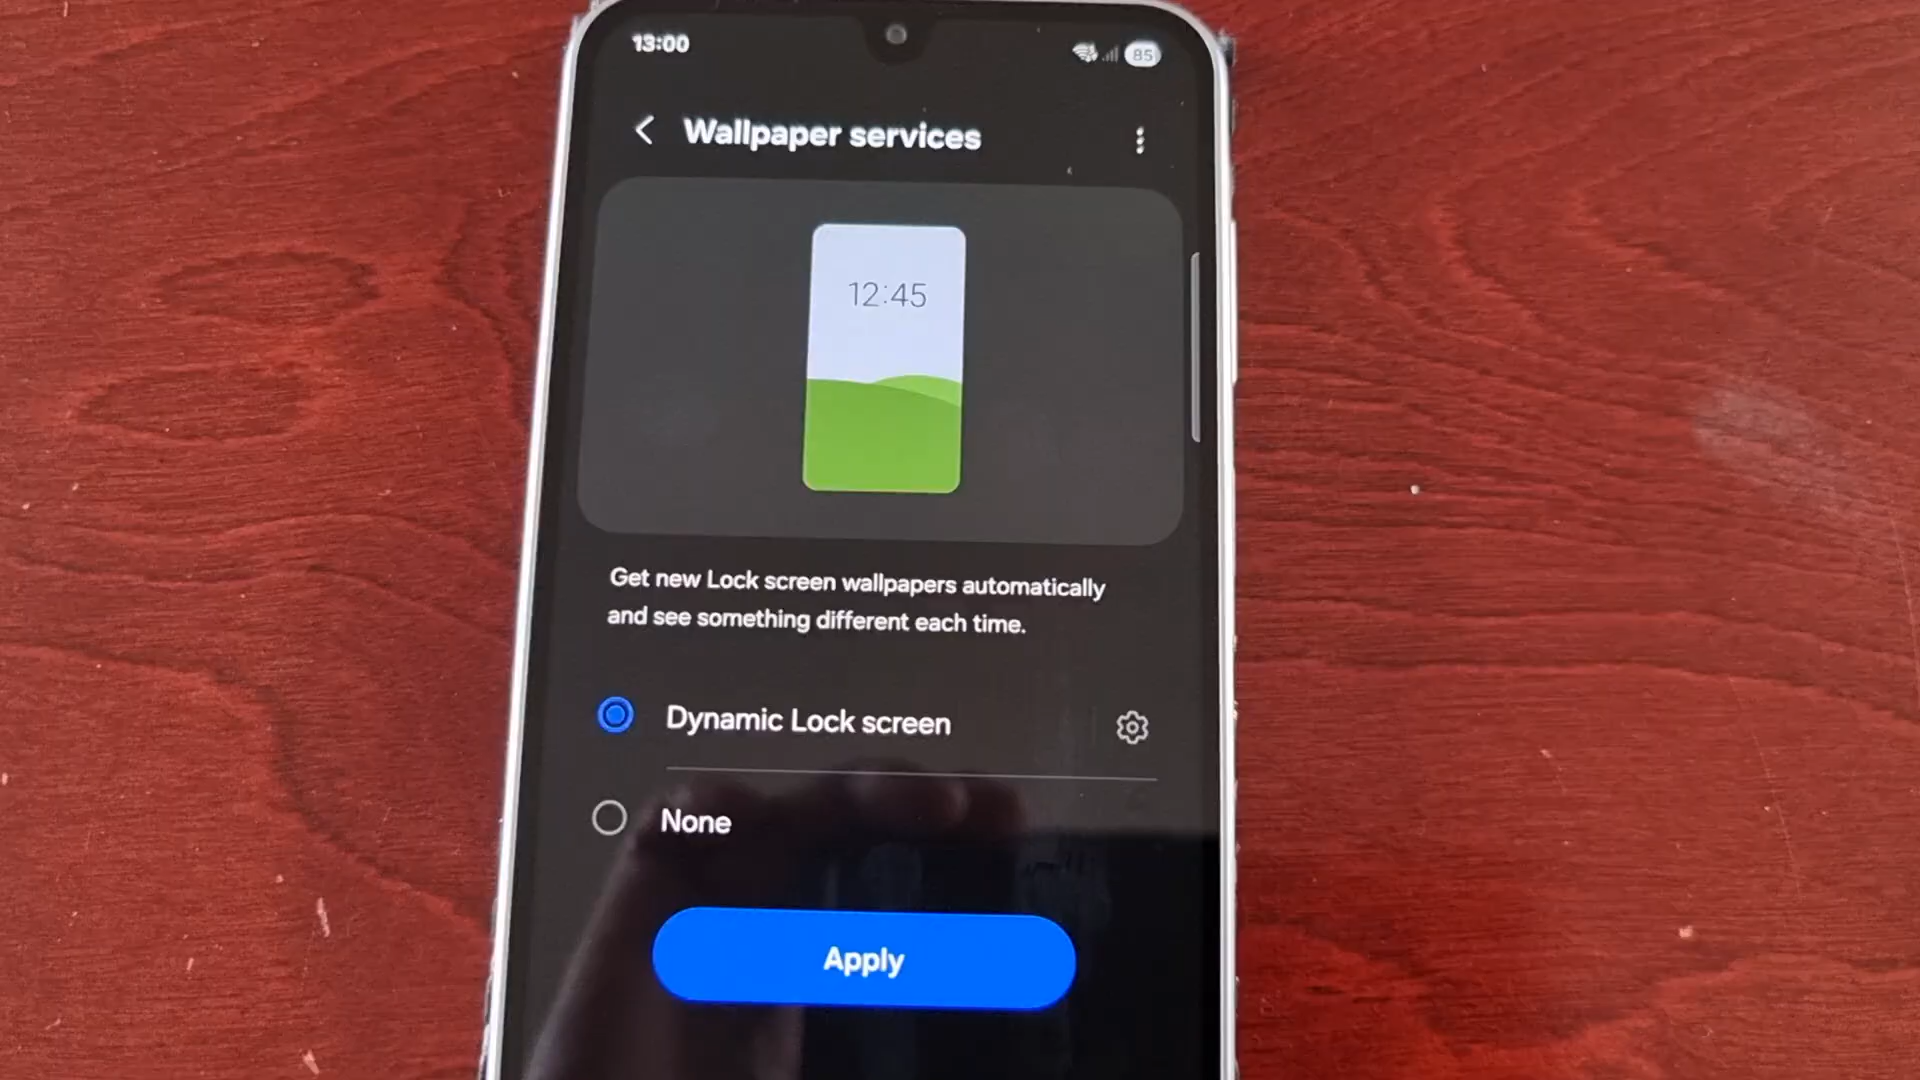 13:00
85
Wallpaper services
12:45
Get new Lock screen wallpapers automatically
and see something different each time.
Dynamic Lock screen
None
Apply